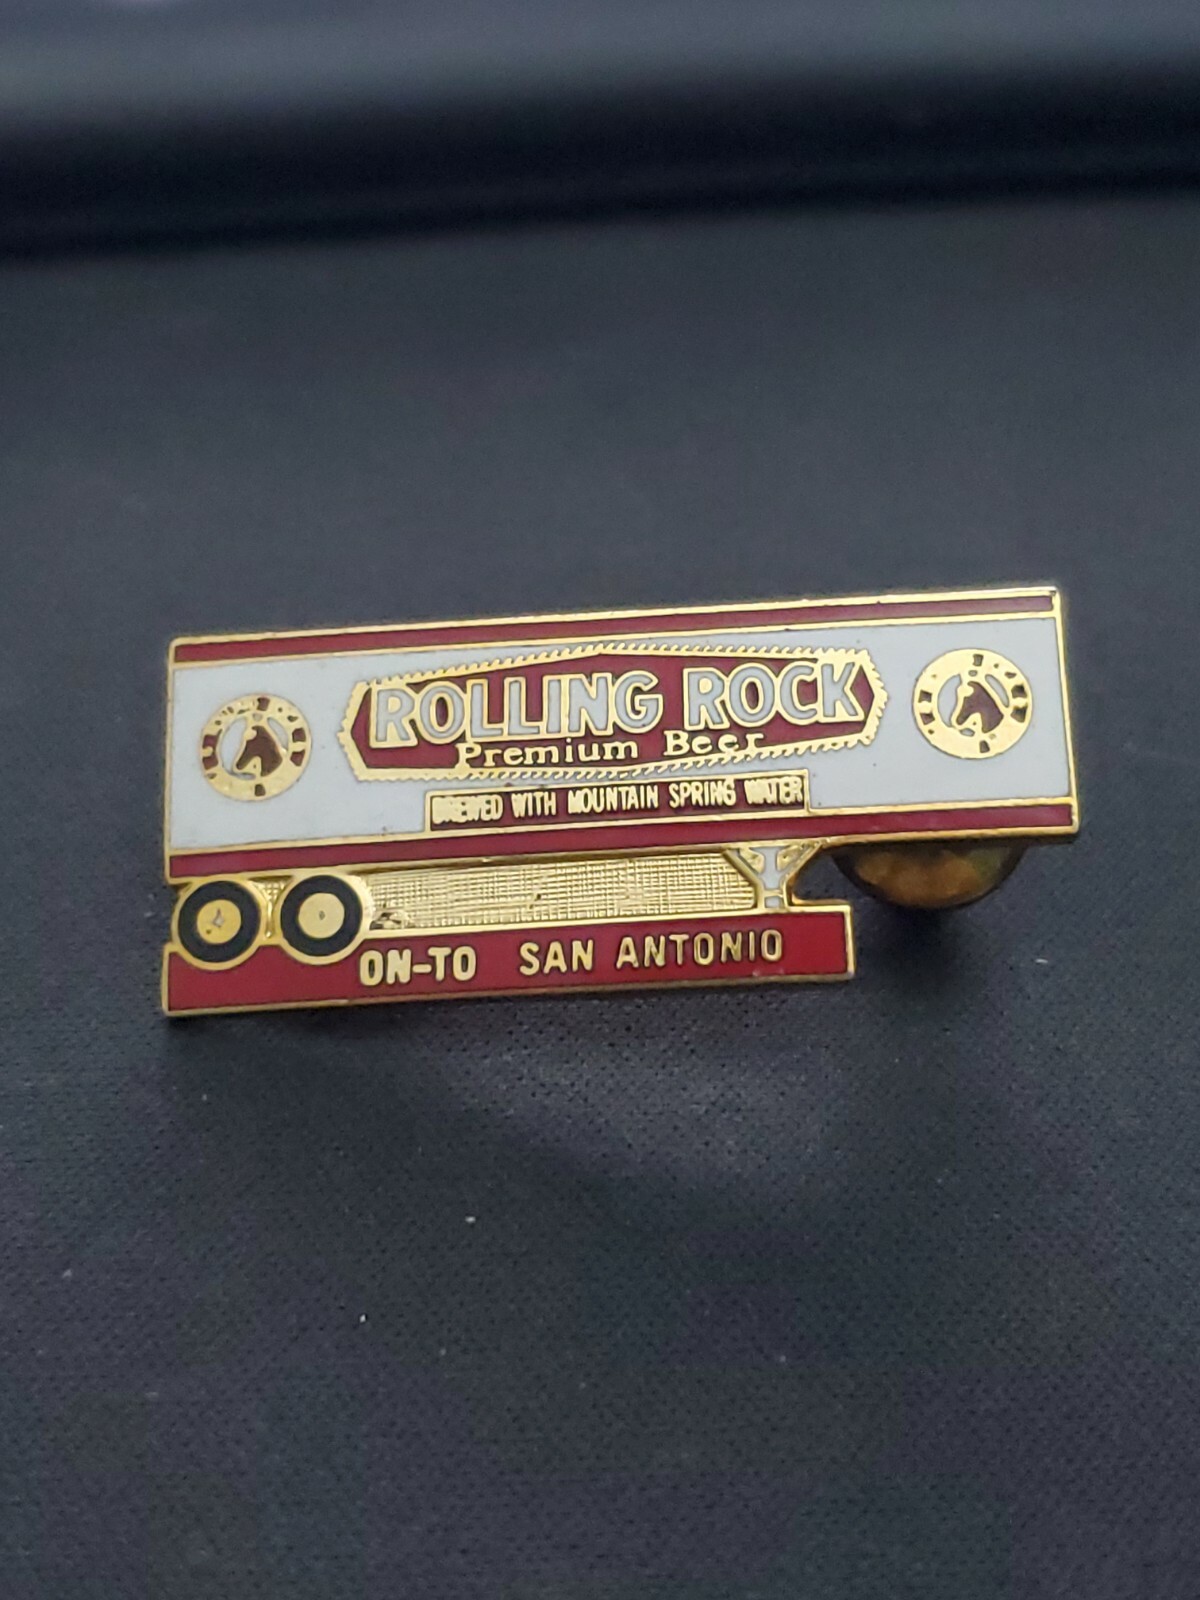 ROLLING ROCK
Premium Beer
BREWED WITH MOUNTAIN SPRING WATER
ON-TO SAN ANTONIO